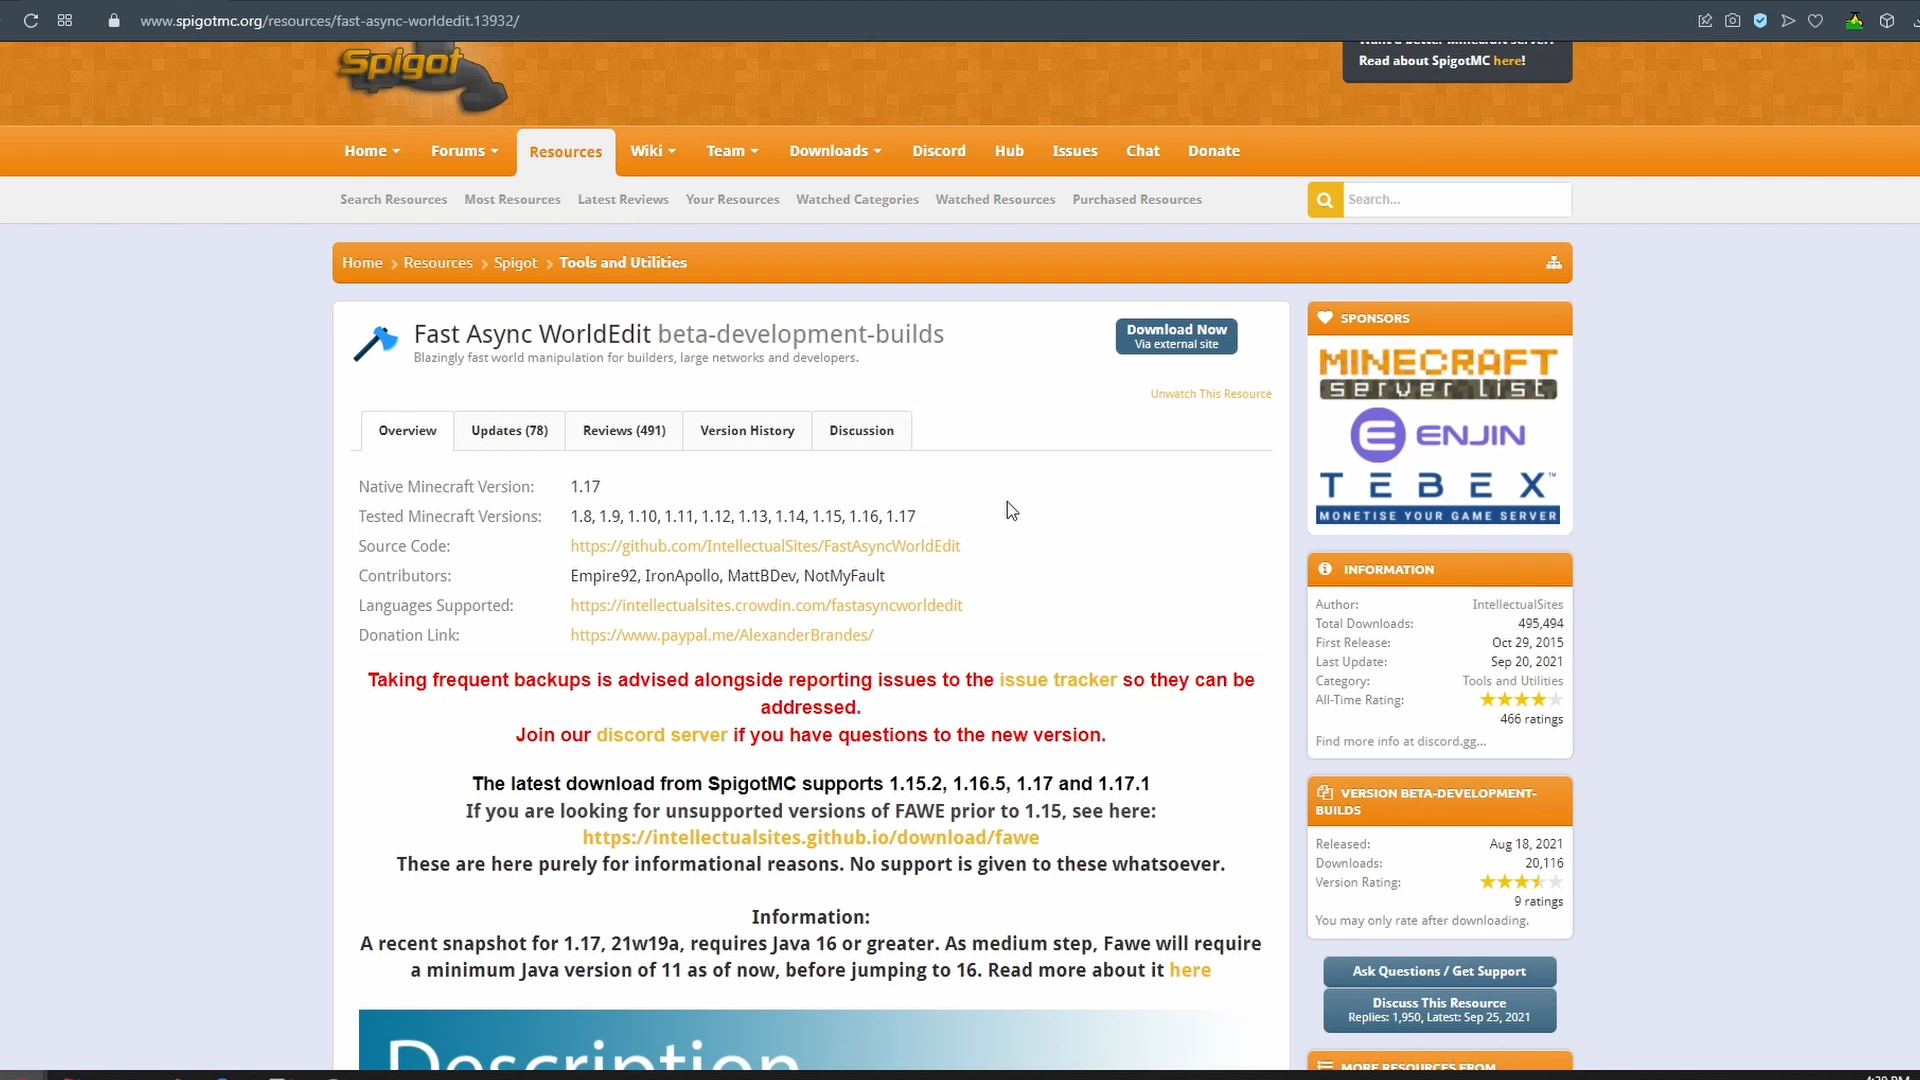 www.spigotmc.org/resources/fast-async-worldedit.13932/
Spigot
Want a better Minecraft server?
Read about SpigotMC here!
Home Forums Resources Wiki Team Downloads Discord Hub Issues Chat Donate
Search Resources Most Resources Latest Reviews Your Resources Watched Categories Watched Resources Purchased Resources Search...
Home Resources Spigot Tools and Utilities
Fast Async WorldEdit beta-development-builds
Blazingly fast world manipulation for builders, large networks and developers.
Download Now
Via external site
Unwatch This Resource
Overview Updates (78) Reviews (491) Version History Discussion
Native Minecraft Version: 1.17
Tested Minecraft Versions: 1.8, 1.9, 1.10, 1.11, 1.12, 1.13, 1.14, 1.15, 1.16, 1.17
Source Code: https://github.com/IntellectualSites/FastAsyncWorldEdit
Contributors: Empire92, IronApollo, MattBDev, NotMyFault
Languages Supported: https://intellectualsites.crowdin.com/fastasyncworldedit
Donation Link: https://www.paypal.me/AlexanderBrandes/
Taking frequent backups is advised alongside reporting issues to the issue tracker so they can be
addressed.
Join our discord server if you have questions to the new version.
The latest download from SpigotMC supports 1.15.2, 1.16.5, 1.17 and 1.17.1
If you are looking for unsupported versions of FAWE prior to 1.15, see here:
https://intellectualsites.github.io/download/fawe
These are here purely for informational reasons. No support is given to these whatsoever.
Information:
A recent snapshot for 1.17, 21w19a, requires Java 16 or greater. As medium step, Fawe will require
a minimum Java version of 11 as of now, before jumping to 16. Read more about it here
Description
SPONSORS
MINECRAFT
server list
ENJIN
TEBEX™
MONETISE YOUR GAME SERVER
INFORMATION
Author: IntellectualSites
Total Downloads: 495,494
First Release: Oct 29, 2015
Last Update: Sep 20, 2021
Category: Tools and Utilities
All-Time Rating:
466 ratings
Find more info at discord.gg...
VERSION BETA-DEVELOPMENT-
BUILDS
Released: Aug 18, 2021
Downloads: 20,116
Version Rating:
9 ratings
You may only rate after downloading.
Ask Questions / Get Support
Discuss This Resource
Replies: 1,950, Latest: Sep 25, 2021
MORE RESOURCES FROM